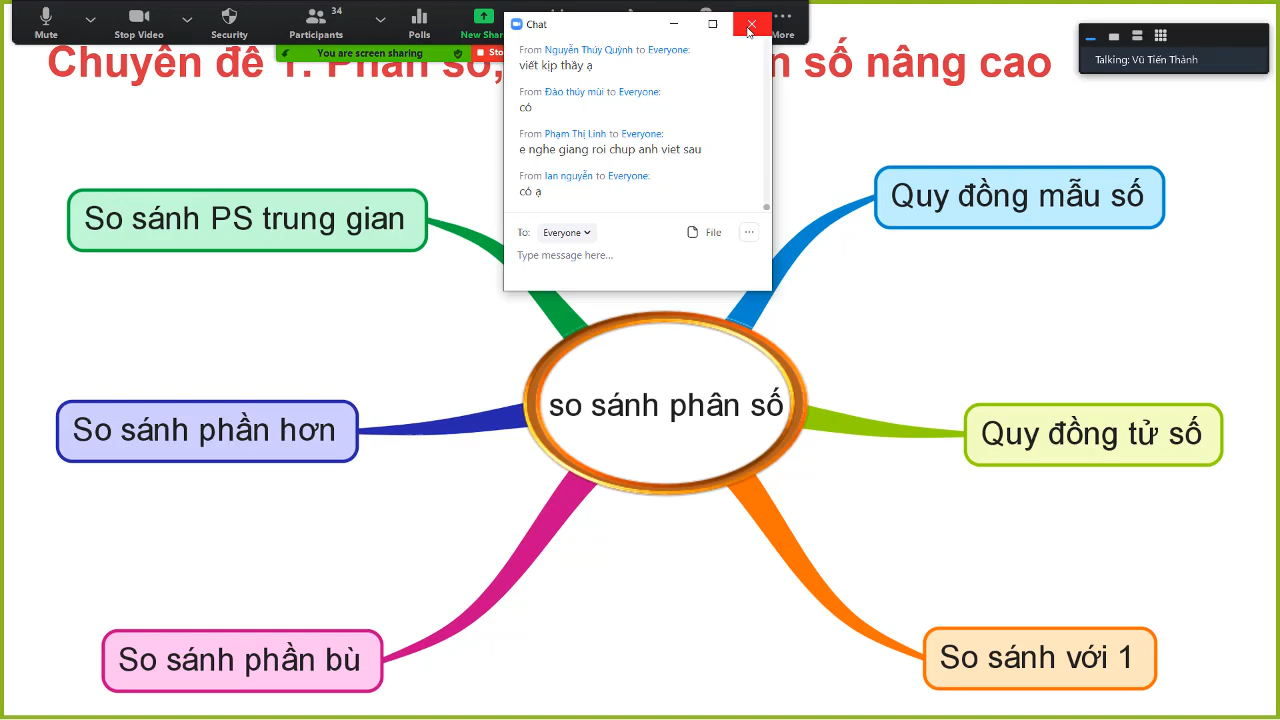 Mute
Stop Video
Security
34
Participants
Polls
New Shar
More
You are screen sharing
Sto
Chuyên đề 1: Phân số,
n số nâng cao
Chat
From Nguyễn Thúy Quỳnh to Everyone:
viết kịp thầy ạ
From Đào thúy mùi to Everyone:
có
From Phạm Thị Linh to Everyone:
e nghe giang roi chup anh viet sau
From lan nguyễn to Everyone:
có ạ
To: Everyone
File
Type message here...
Talking: Vũ Tiến Thành
So sánh PS trung gian
Quy đồng mẫu số
So sánh phần hơn
so sánh phân số
Quy đồng tử số
So sánh phần bù
So sánh với 1